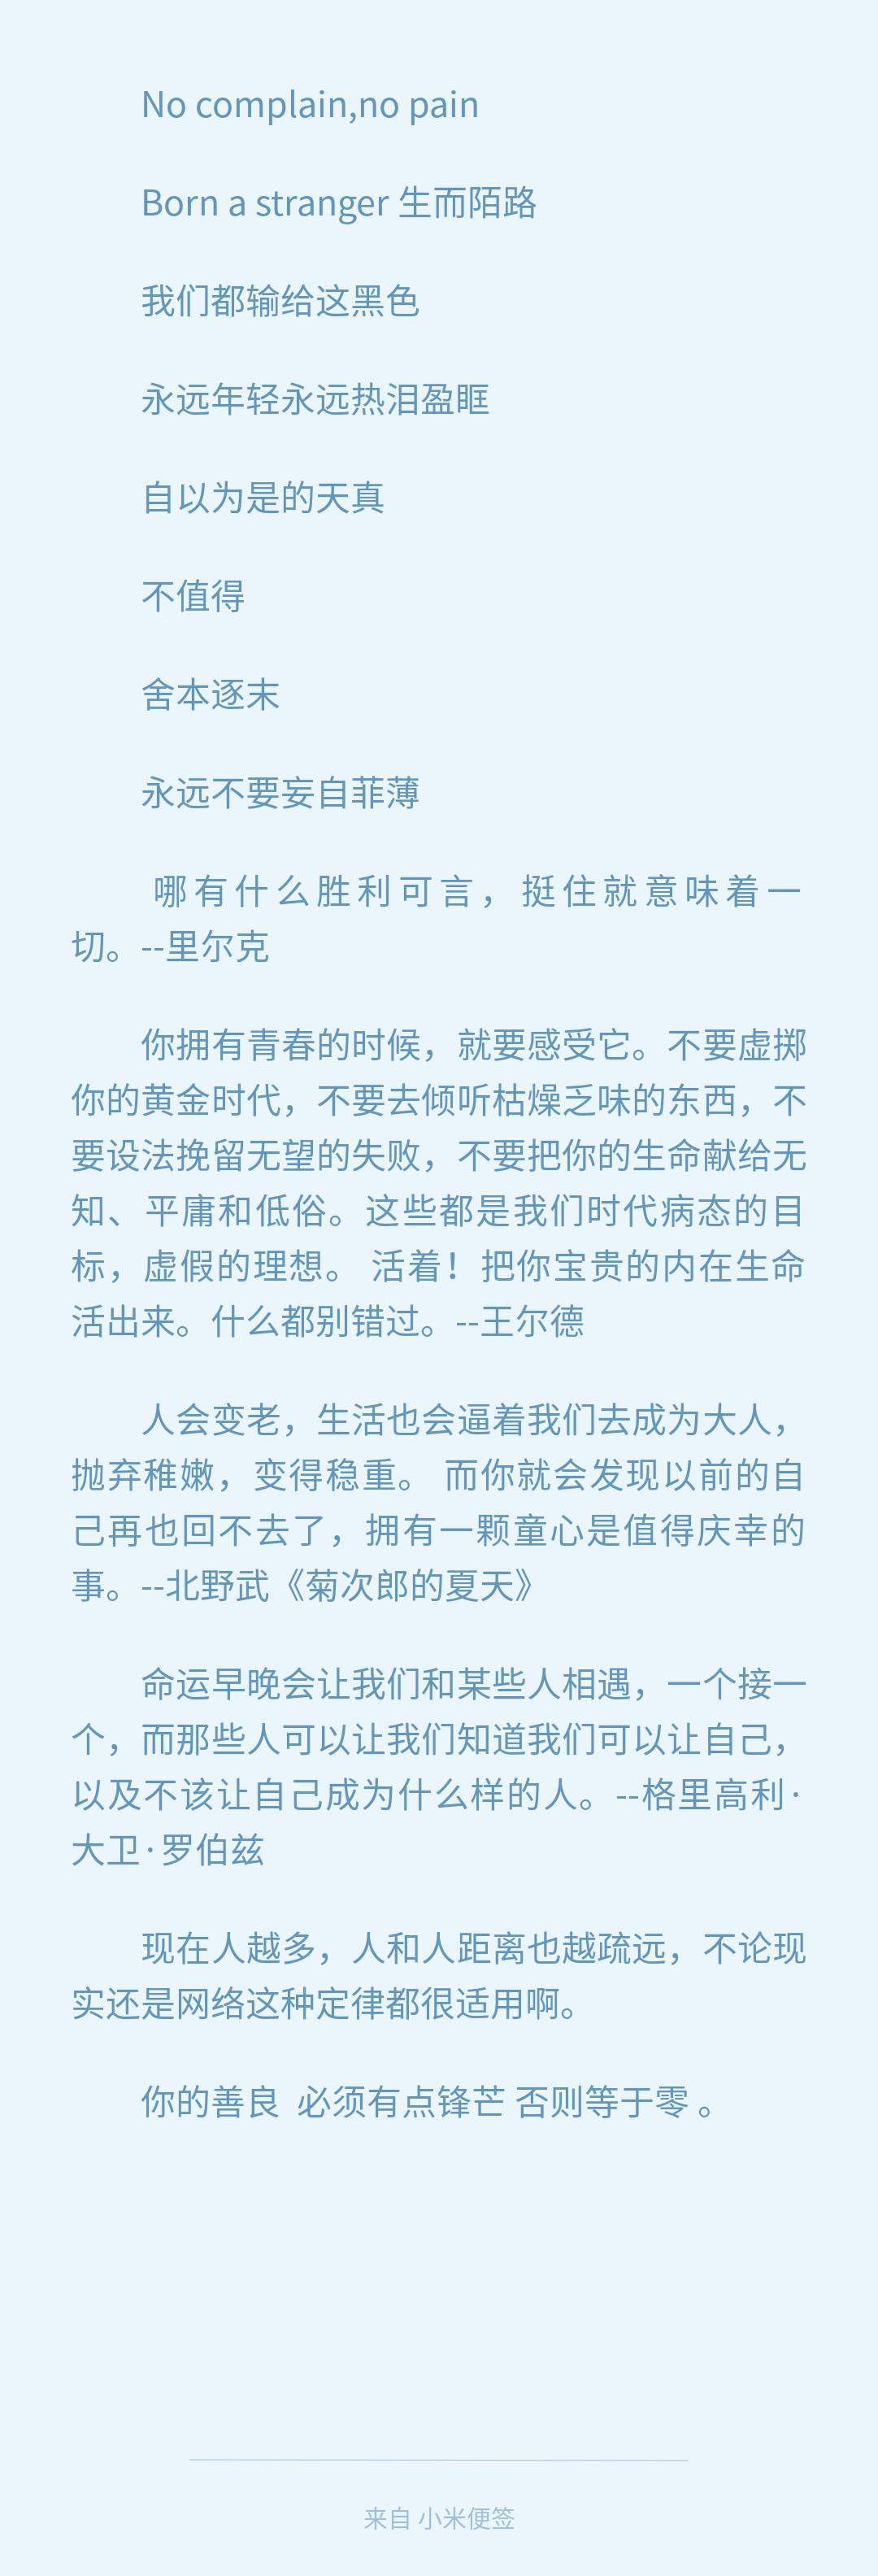 No complain,no pain
Born a stranger 生而陌路
我们都输给这黑色
永远年轻永远热泪盈眶
自以为是的天真
不值得
舍本逐末
永远不要妄自菲薄
哪有什么胜利可言，挺住就意味着一
切。--里尔克
你拥有青春的时候，就要感受它。不要虚掷
你的黄金时代，不要去倾听枯燥乏味的东西，不
要设法挽留无望的失败，不要把你的生命献给无
知、平庸和低俗。这些都是我们时代病态的目
标，虚假的理想。 活着！把你宝贵的内在生命
活出来。什么都别错过。--王尔德
人会变老，生活也会逼着我们去成为大人，
抛弃稚嫩，变得稳重。 而你就会发现以前的自
己再也回不去了，拥有一颗童心是值得庆幸的
事。--北野武《菊次郎的夏天》
命运早晚会让我们和某些人相遇，一个接一
个，而那些人可以让我们知道我们可以让自己，
以及不该让自己成为什么样的人。--格里高利·
大卫·罗伯兹
现在人越多，人和人距离也越疏远，不论现
实还是网络这种定律都很适用啊。
你的善良  必须有点锋芒 否则等于零 。
来自 小米便签